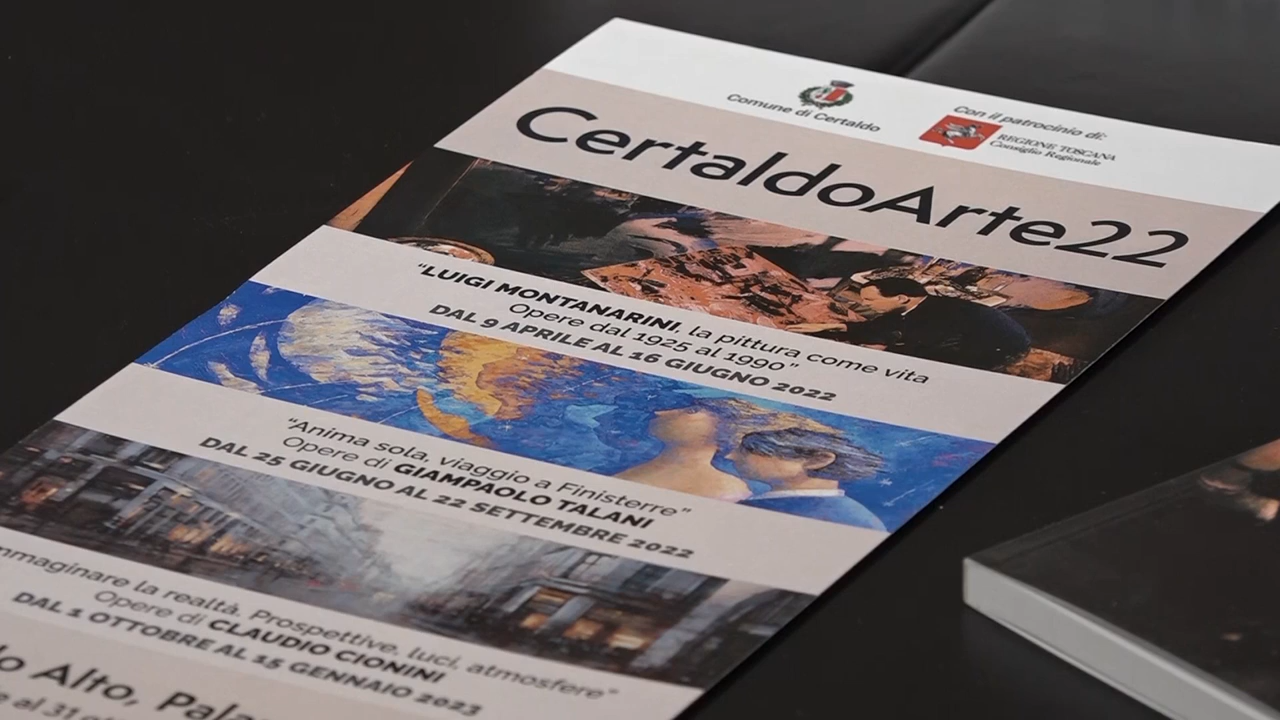 Comune di Certaldo
Con il patrocinio di:
REGIONE TOSCANA
Consiglio Regionale
CertaldoArte22
"LUIGI MONTANARINI, la pittura come vita
Opere dal 1925 al 1990"
DAL 9 APRILE AL 16 GIUGNO 2022
"Anima sola, viaggio a Finisterre"
Opere di GIAMPAOLO TALANI
DAL 25 GIUGNO AL 22 SETTEMBRE 2022
mmaginare la realtà. Prospettive, luci, atmosfere"
Opere di CLAUDIO CIONINI
DAL 1 OTTOBRE AL 15 GENNAIO 2023
do Alto, Pala
e al 31